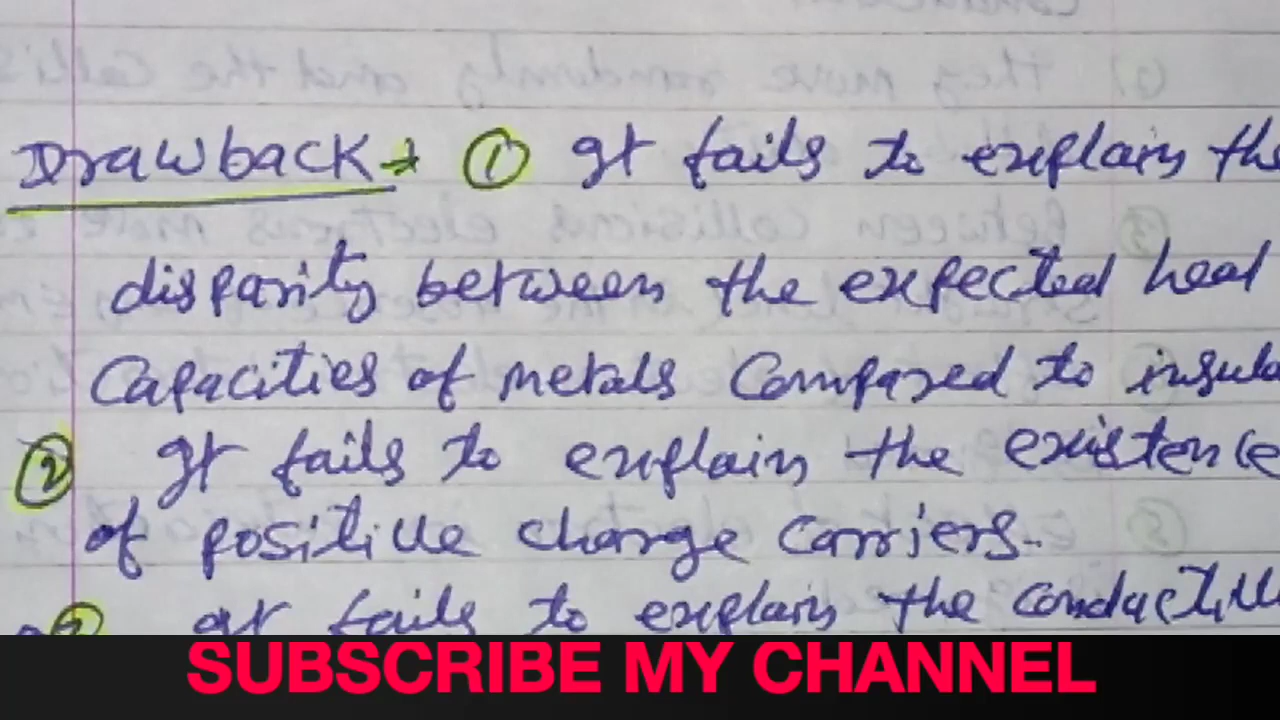 Drawback → ① It fails to explain the
disparity between the expected heat
Capacities of metals Compared to insula
② It fails to explain the existence
of positive charge carriers.
It fails to explain the conductivi
SUBSCRIBE MY CHANNEL